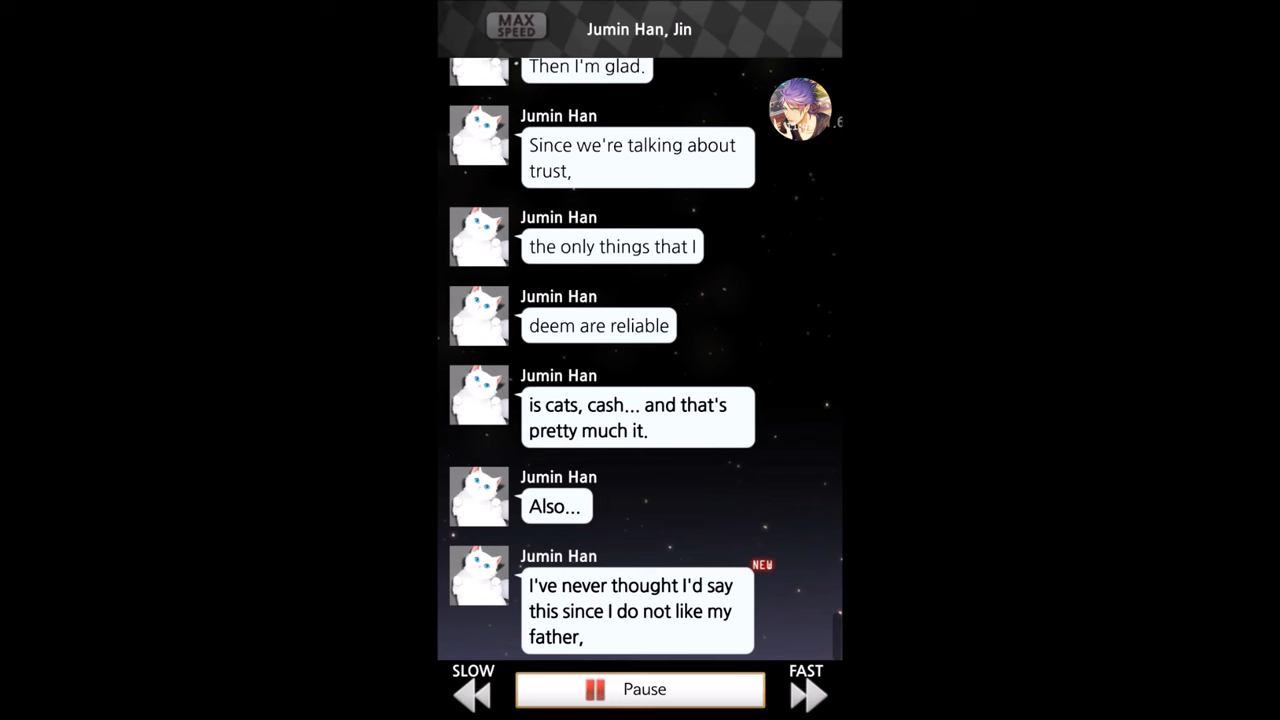 MAX
SPEED
Jumin Han, Jin
Then I'm glad.
Jumin Han
Since we're talking about
trust,
Jumin Han
the only things that I
Jumin Han
deem are reliable
Jumin Han
is cats, cash... and that's
pretty much it.
Jumin Han
Also...
Jumin Han
NEW
I've never thought I'd say
this since I do not like my
father,
SLOW
Pause
FAST